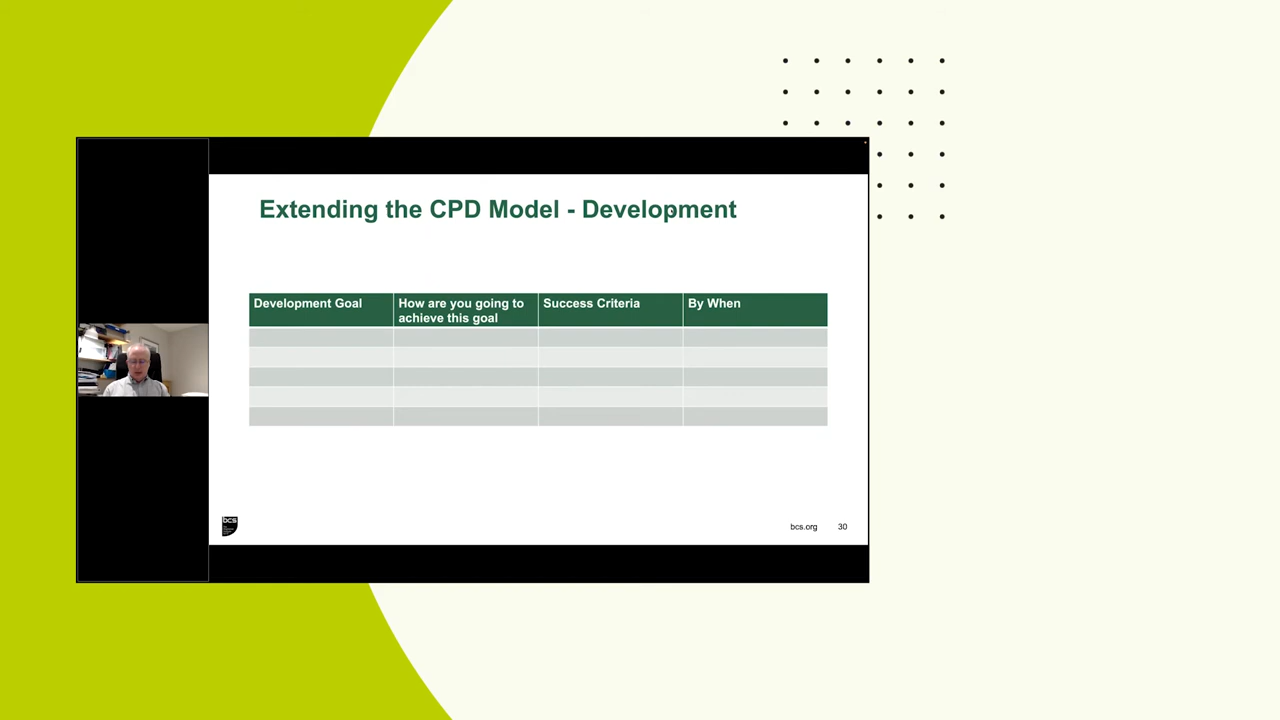 Extending the CPD Model - Development
Development Goal
How are you going to
achieve this goal
Success Criteria
By When
bcs
bcs.org
30